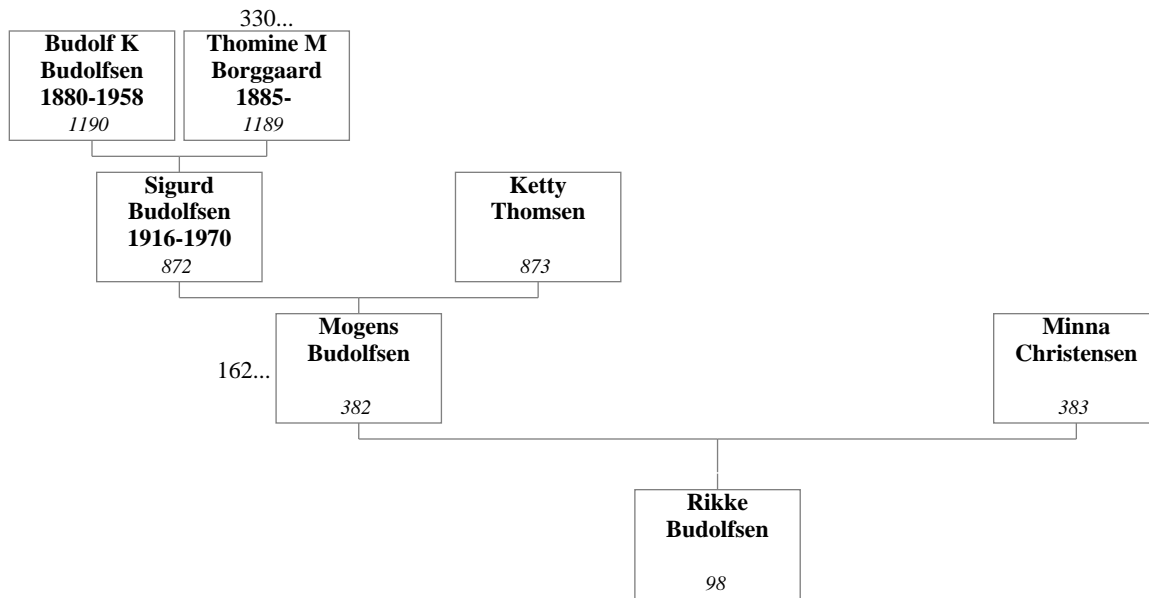 330...
Budolf K
Budolfsen
1880-1958
1190
Thomine M
Borggaard
1885-
1189
Sigurd
Budolfsen
1916-1970
872
Ketty
Thomsen
873
Mogens
Budolfsen
162...
382
Minna
Christensen
383
Rikke
Budolfsen
98